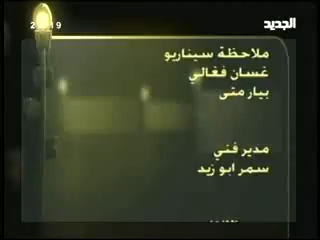 الجديد
ملاحظة سيناريو
غسان فغالي
بيار متى
مدير فني
سمر ابو زيد